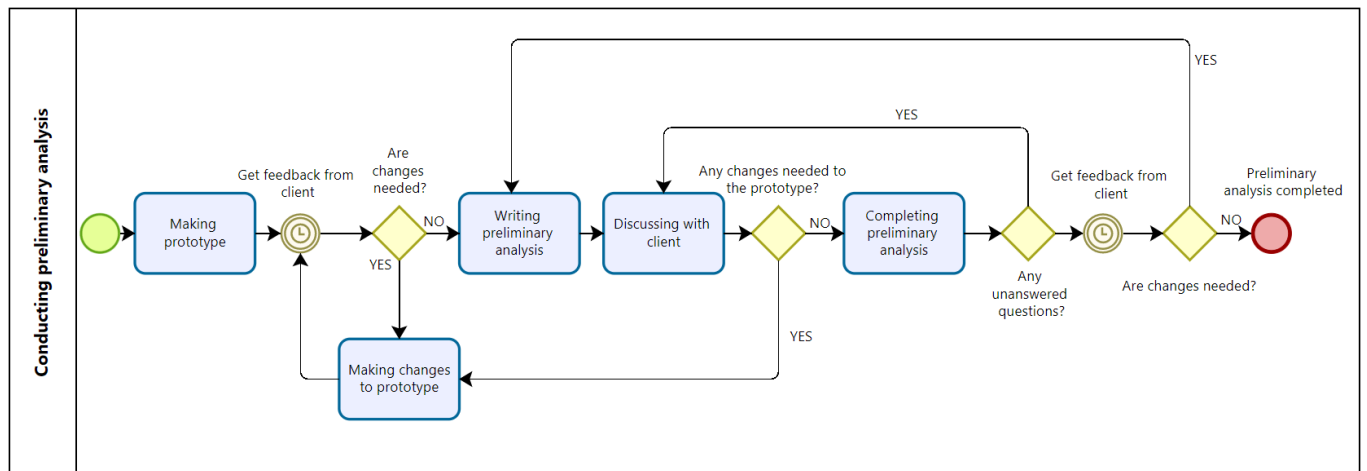 Conducting preliminary analysis
Making
prototype
Get feedback from
client
Are
changes
needed?
NO
YES
Making changes
to prototype
Writing
preliminary
analysis
Discussing with
client
Any changes needed to
the prototype?
NO
YES
Completing
preliminary
analysis
YES
Any
unanswered
questions?
Get feedback from
client
YES
Are changes needed?
NO
Preliminary
analysis completed